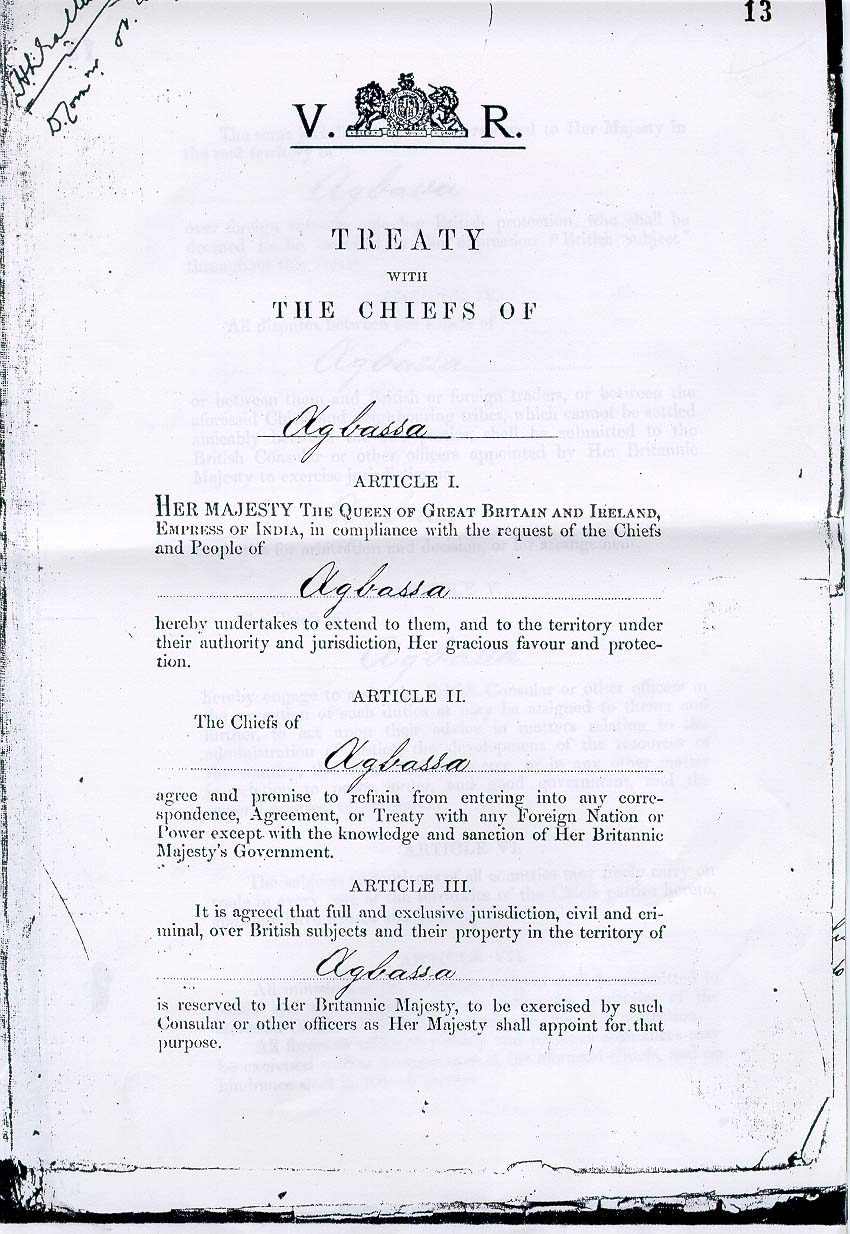 13
V. R.
TREATY
WITH
THE CHIEFS OF
Agbassa
ARTICLE I.
HER MAJESTY THE QUEEN OF GREAT BRITAIN AND IRELAND,
EMPRESS OF INDIA, in compliance with the request of the Chiefs
and People of
Agbassa
hereby undertakes to extend to them, and to the territory under
their authority and jurisdiction, Her gracious favour and protec-
tion.
ARTICLE II.
The Chiefs of
Agbassa
agree and promise to refrain from entering into any corre-
spondence, Agreement, or Treaty with any Foreign Nation or
Power except with the knowledge and sanction of Her Britannic
Majesty's Government.
ARTICLE III.
It is agreed that full and exclusive jurisdiction, civil and cri-
minal, over British subjects and their property in the territory of
Agbassa
is reserved to Her Britannic Majesty, to be exercised by such
Consular or other officers as Her Majesty shall appoint for that
purpose.